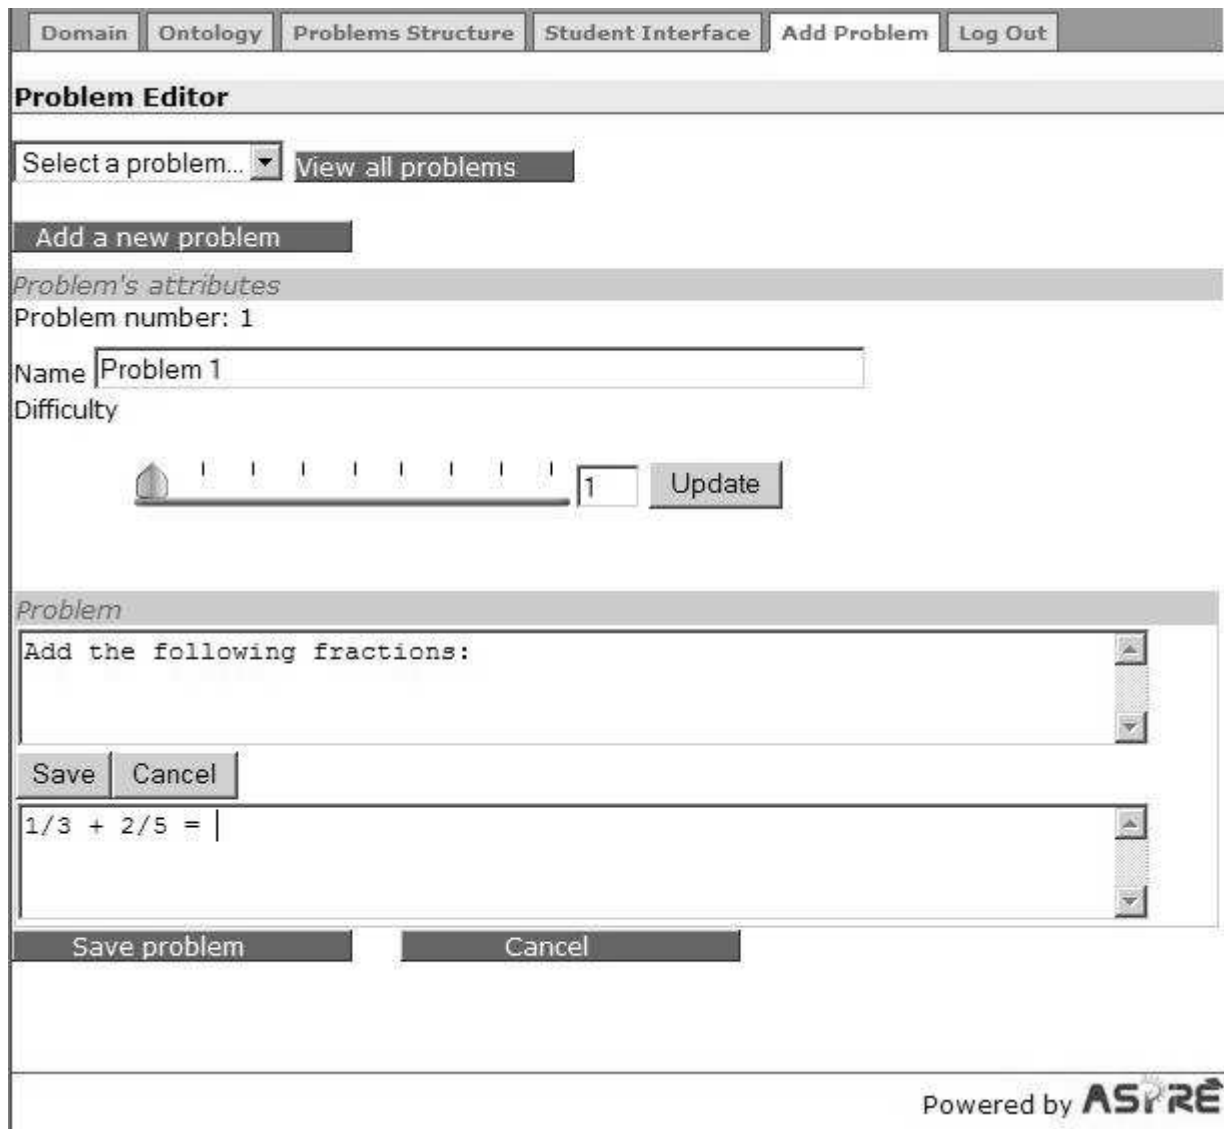 Domain Ontology Problems Structure Student Interface Add Problem Log Out
Problem Editor
Select a problem... View all problems
Add a new problem
Problem's attributes
Problem number: 1
Name Problem 1
Difficulty
1 Update
Problem
Add the following fractions:
Save Cancel
1/3 + 2/5 =
Save problem Cancel
Powered by ASPIRE